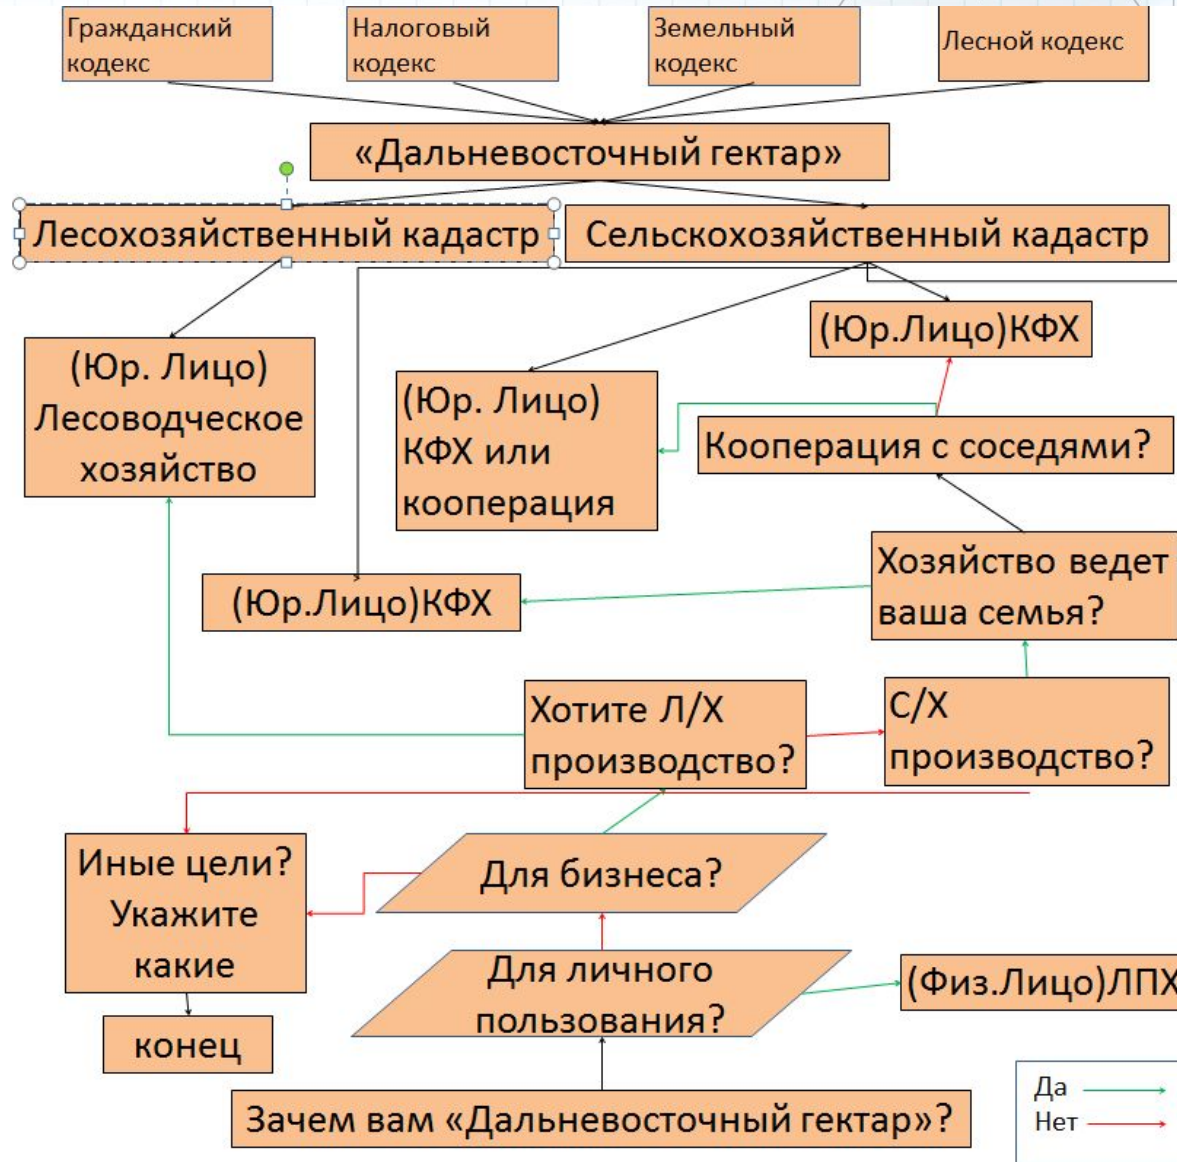 Гражданский
кодекс
Налоговый
кодекс
Земельный
кодекс
Лесной кодекс
«Дальневосточный гектар»
Лесохозяйственный кадастр
Сельскохозяйственный кадастр
(Юр.Лицо)КФХ
(Юр. Лицо)
Лесоводческое
хозяйство
(Юр. Лицо)
КФХ или
кооперация
Кооперация с соседями?
Хозяйство ведет
ваша семья?
(Юр.Лицо)КФХ
Хотите Л/Х
производство?
С/Х
производство?
Иные цели?
Укажите
какие
Для бизнеса?
Для личного
пользования?
(Физ.Лицо)ЛПХ
конец
Зачем вам «Дальневосточный гектар»?
Да
Нет